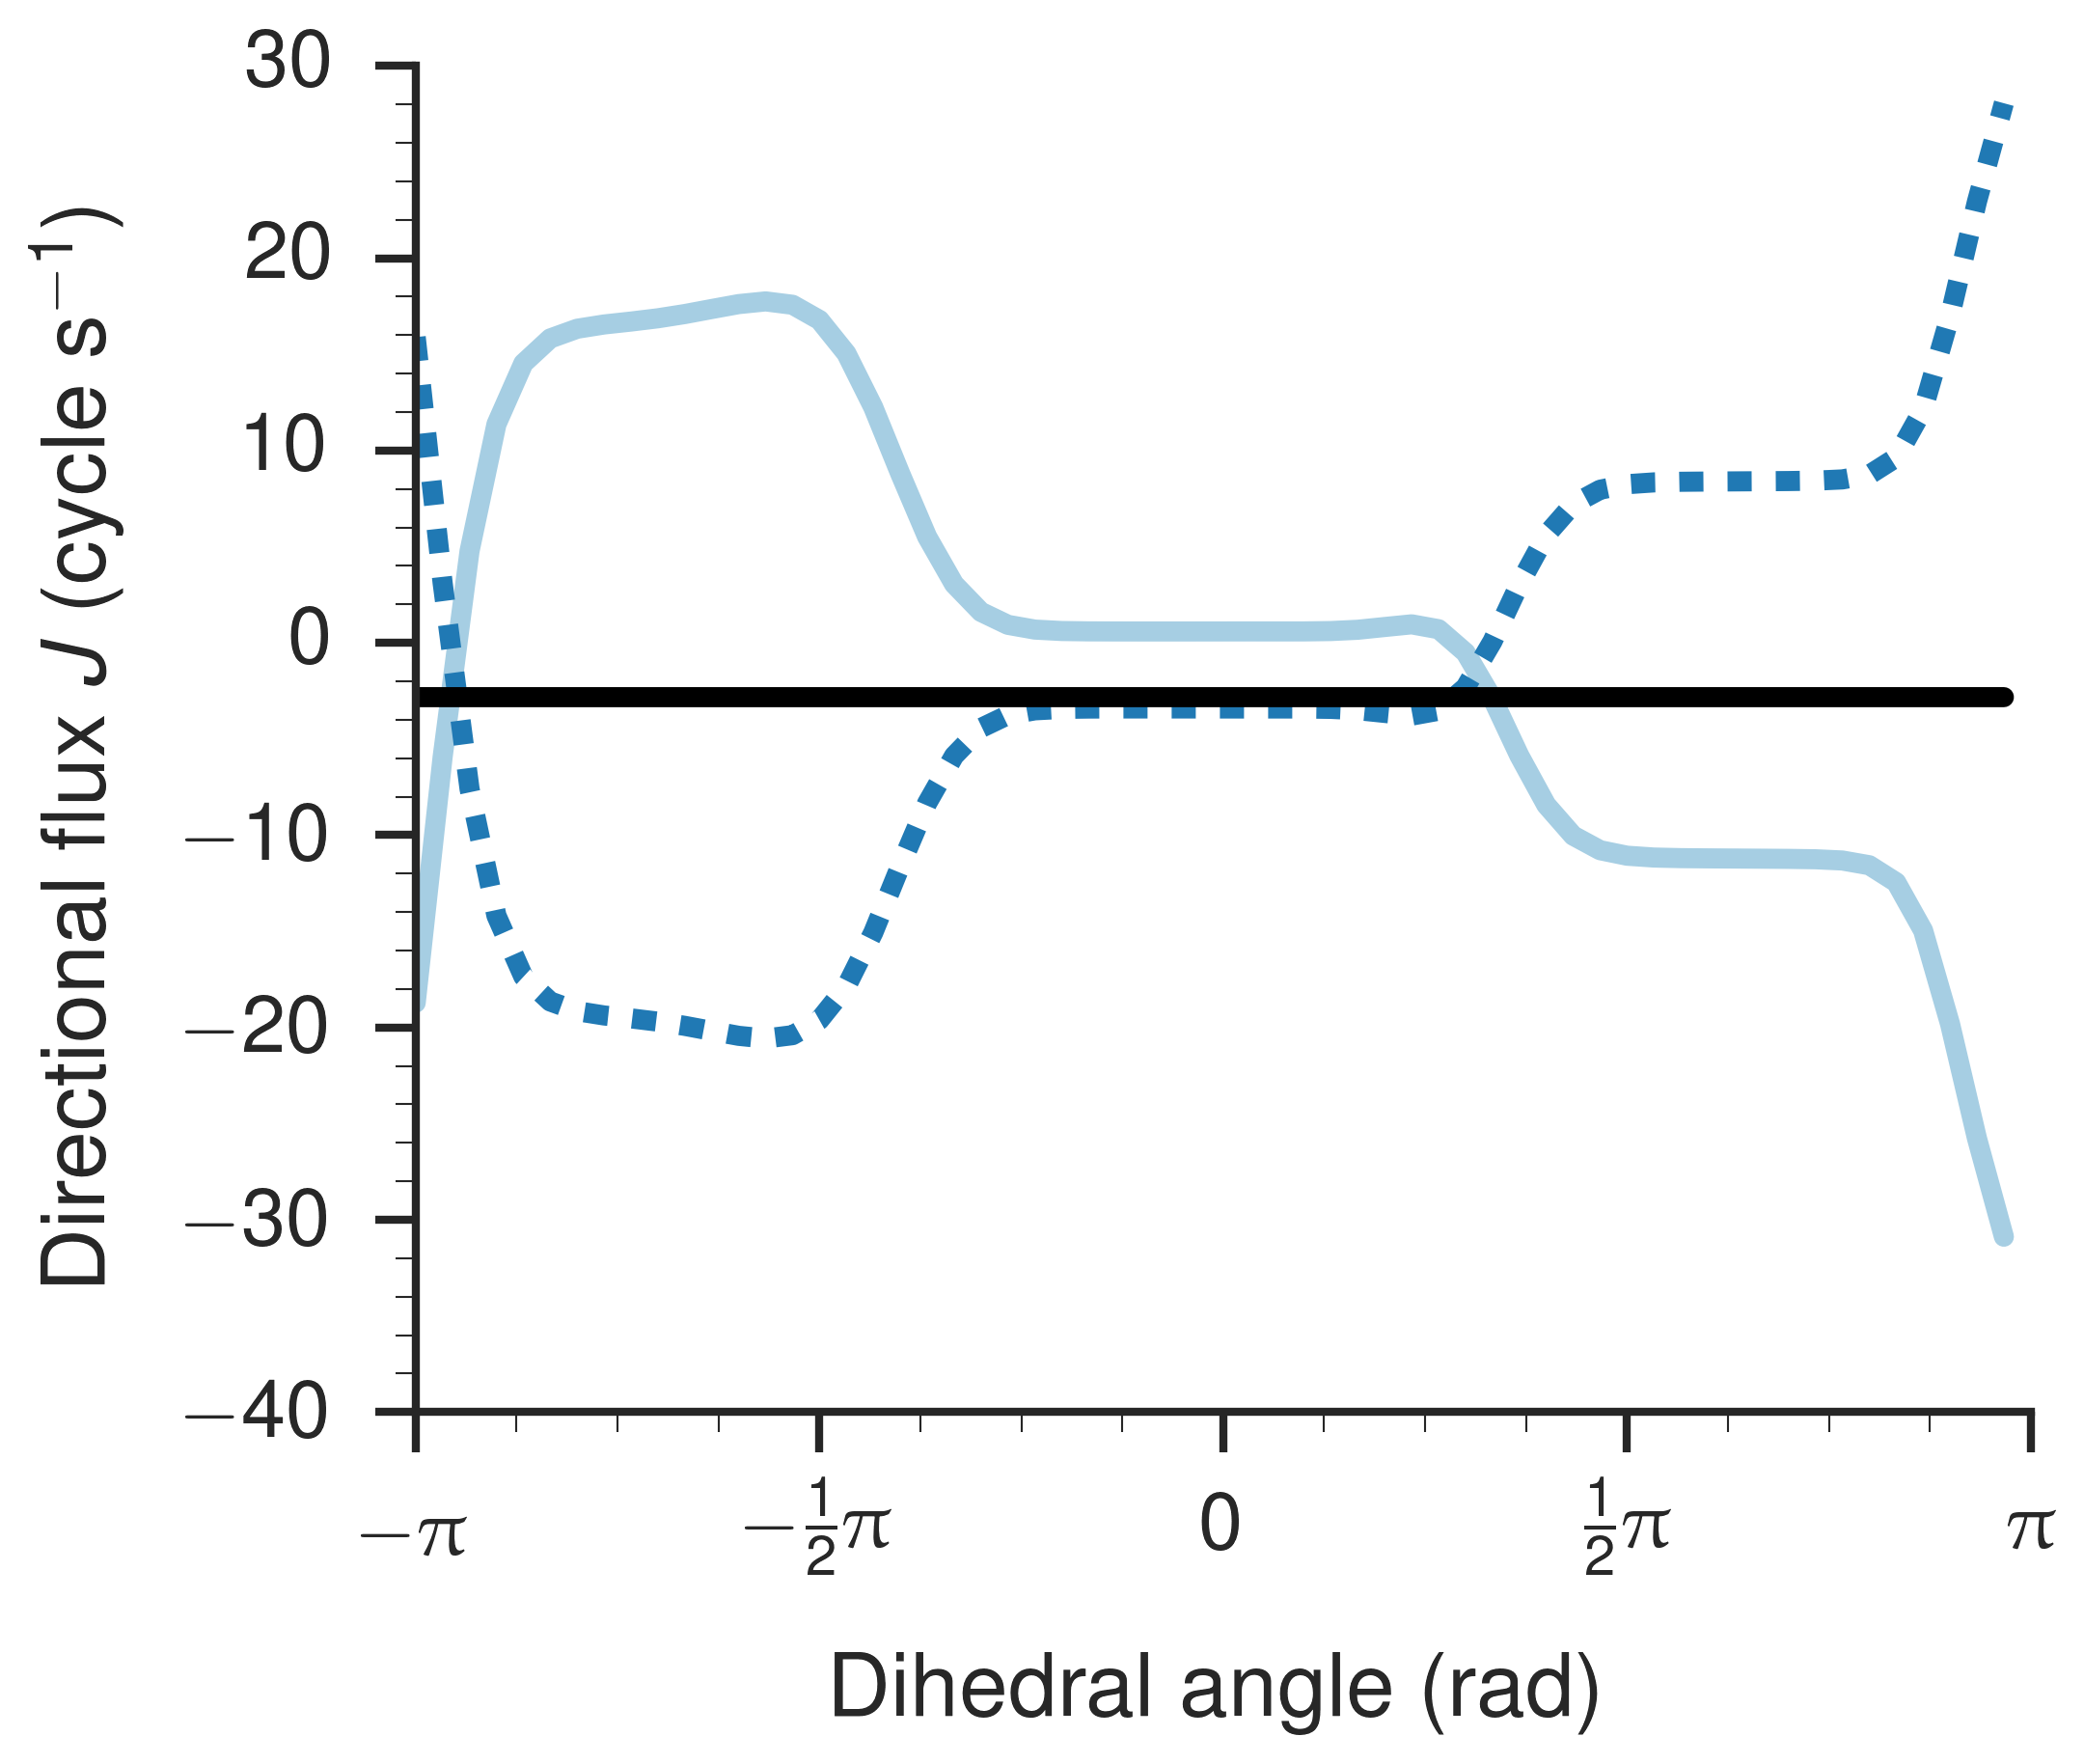 Directional flux J (cycle s⁻¹)
30
20
10
0
−10
−20
−30
−40
−π
−1/2π
0
1/2π
π
Dihedral angle (rad)